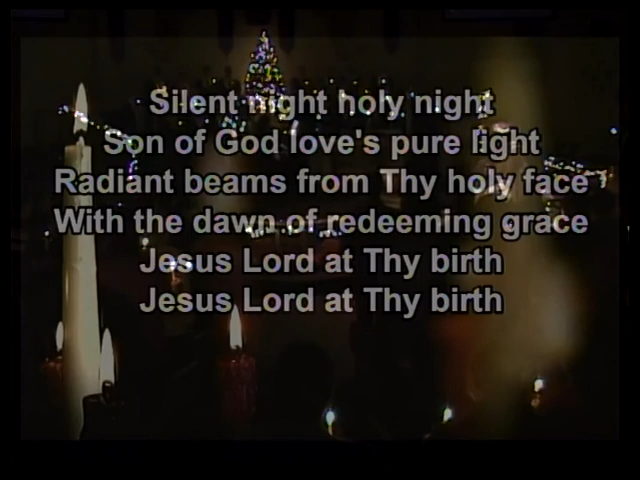 Silent night holy night
Son of God love's pure light
Radiant beams from Thy holy face
With the dawn of redeeming grace
Jesus Lord at Thy birth
Jesus Lord at Thy birth